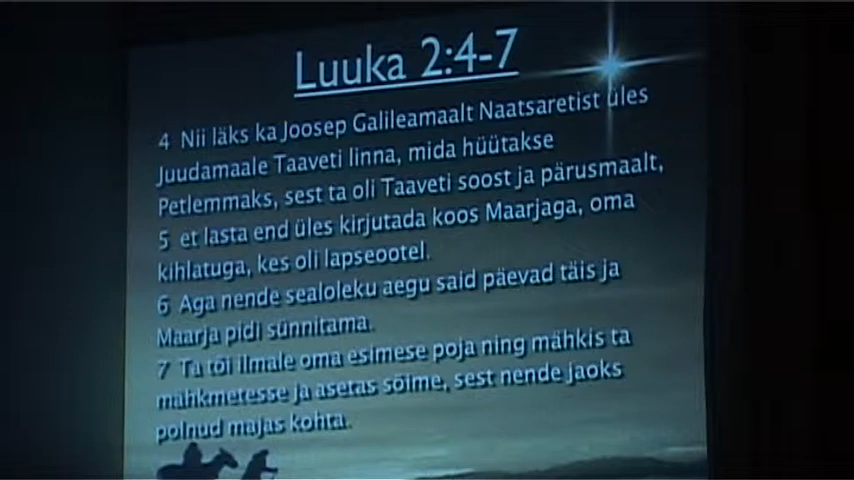 Luuka 2:4-7
4 Nii läks ka Joosep Galileamaalt Naatsaretist üles
Juudamaale Taaveti linna, mida hüütakse
Petlemmaks, sest ta oli Taaveti soost ja pärusmaalt,
5 et lasta end üles kirjutada koos Maarjaga, oma
kihlatuga, kes oli lapseootel.
6 Aga nende sealoleku aegu said päevad täis ja
Maarja pidi sünnitama.
7 Ta tõi ilmale oma esimese poja ning mähkis ta
mähkmetesse ja asetas sõime, sest nende jaoks
polnud majas kohta.